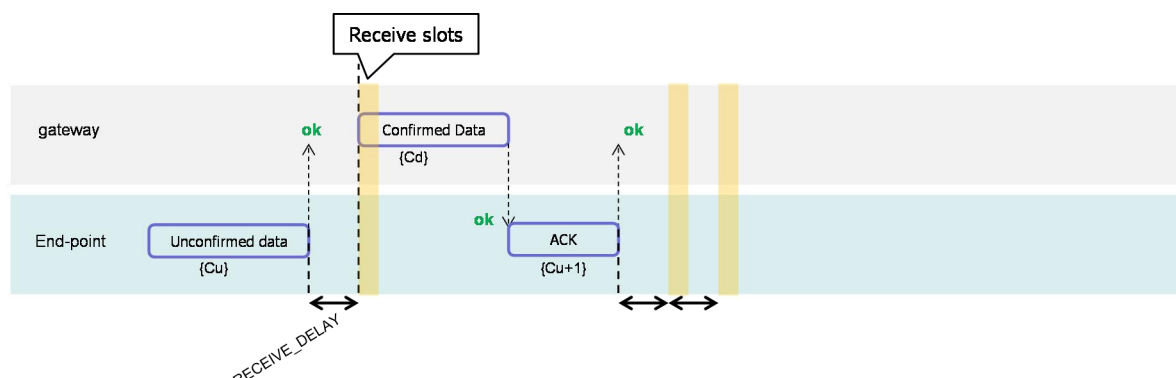 Receive slots
gateway
ok
Confirmed Data
ok
{Cd}
ok
End-point
Unconfirmed data
ACK
{Cu}
{Cu+1}
RECEIVE_DELAY